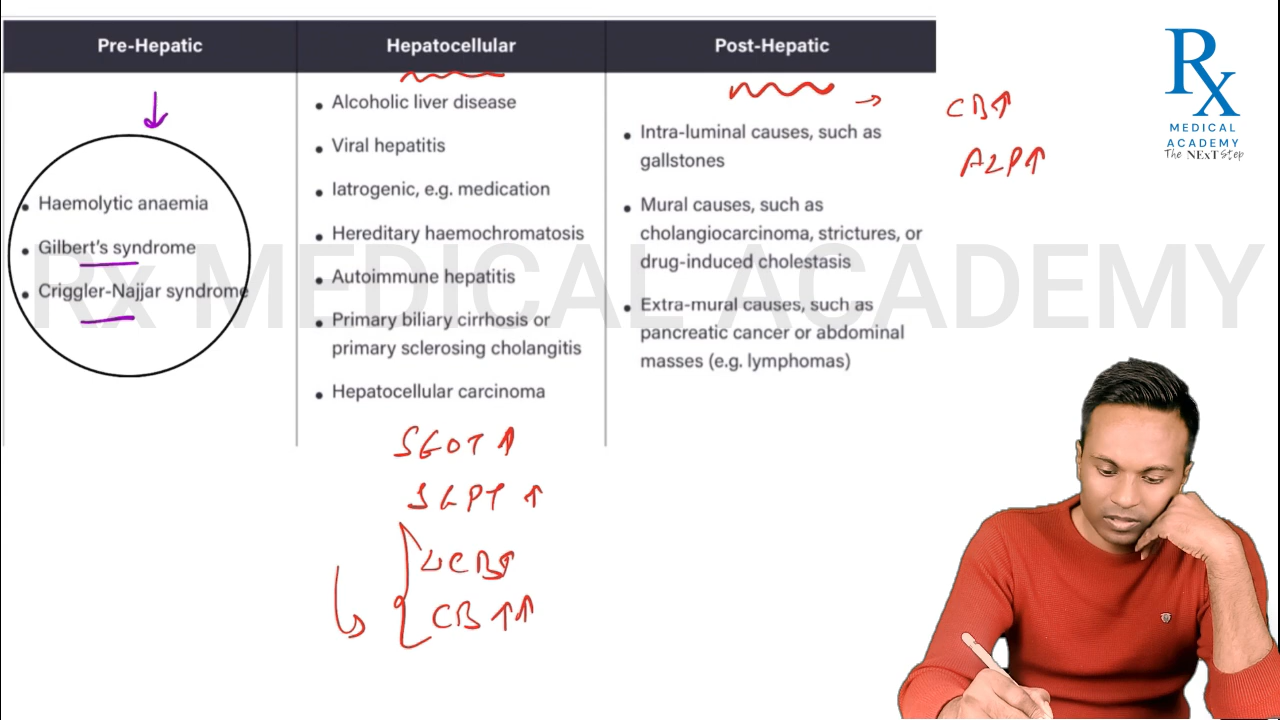 Pre-Hepatic
Haemolytic anaemia
Gilbert's syndrome
Criggler-Najjar syndrome
Hepatocellular
Alcoholic liver disease
Viral hepatitis
Iatrogenic, e.g. medication
Hereditary haemochromatosis
Autoimmune hepatitis
Primary biliary cirrhosis or
primary sclerosing cholangitis
Hepatocellular carcinoma
SGOT ↑
SGPT ↑
UCB↑
CB ↑↑
Post-Hepatic
Intra-luminal causes, such as
gallstones
Mural causes, such as
cholangiocarcinoma, strictures, or
drug-induced cholestasis
Extra-mural causes, such as
pancreatic cancer or abdominal
masses (e.g. lymphomas)
CB↑
ALP↑
Rx
MEDICAL
ACADEMY
The NExT Step
Rx MEDICAL ACADEMY